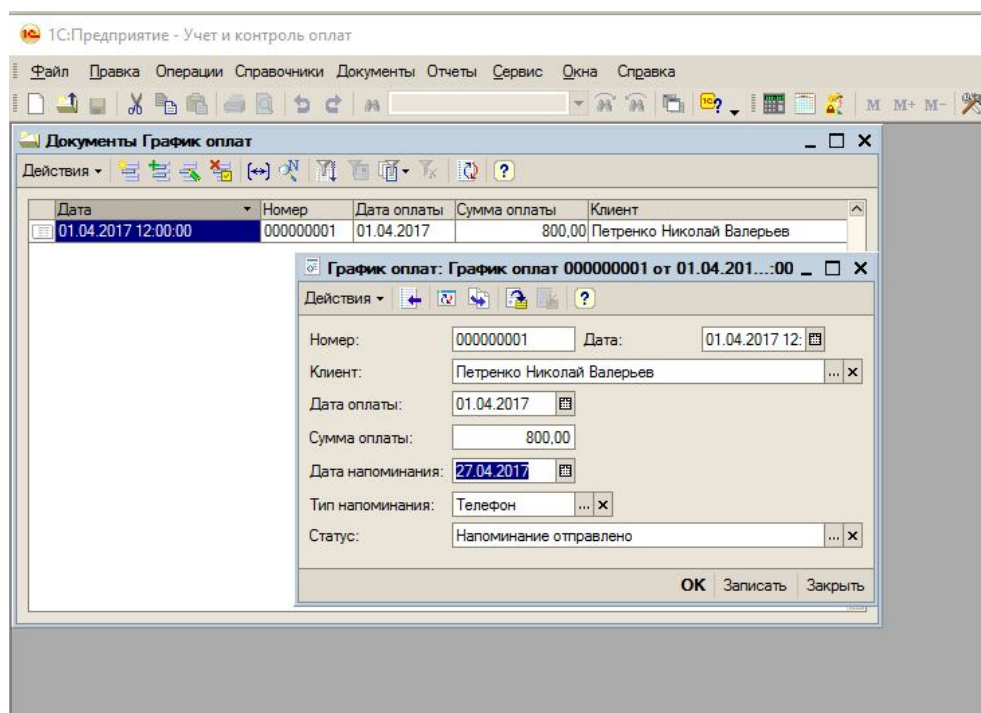 1С:Предприятие - Учет и контроль оплат
Файл Правка Операции Справочники Документы Отчеты Сервис Окна Справка
M M+ M-
Документы График оплат
Действия
Дата Номер Дата оплаты Сумма оплаты Клиент
01.04.2017 12:00:00 000000001 01.04.2017 800,00 Петренко Николай Валерьев
График оплат: График оплат 000000001 от 01.04.201...:00
Действия
Номер: 000000001 Дата: 01.04.2017 12:
Клиент: Петренко Николай Валерьев ...
Дата оплаты: 01.04.2017
Сумма оплаты: 800,00
Дата напоминания: 27.04.2017
Тип напоминания: Телефон ...
Статус: Напоминание отправлено ...
OK Записать Закрыть